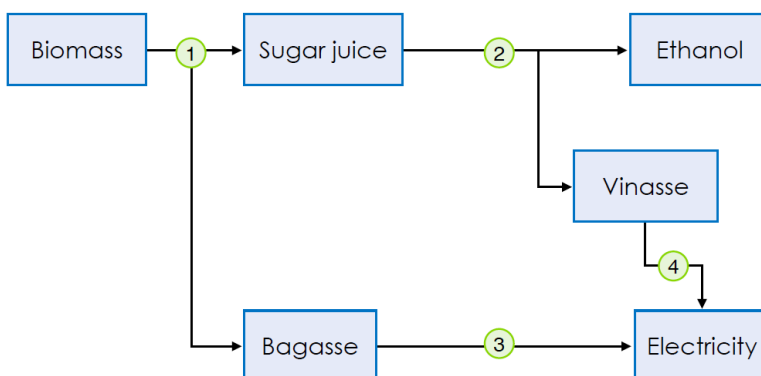 Biomass
1
Sugar juice
2
Ethanol
Vinasse
4
Bagasse
3
Electricity